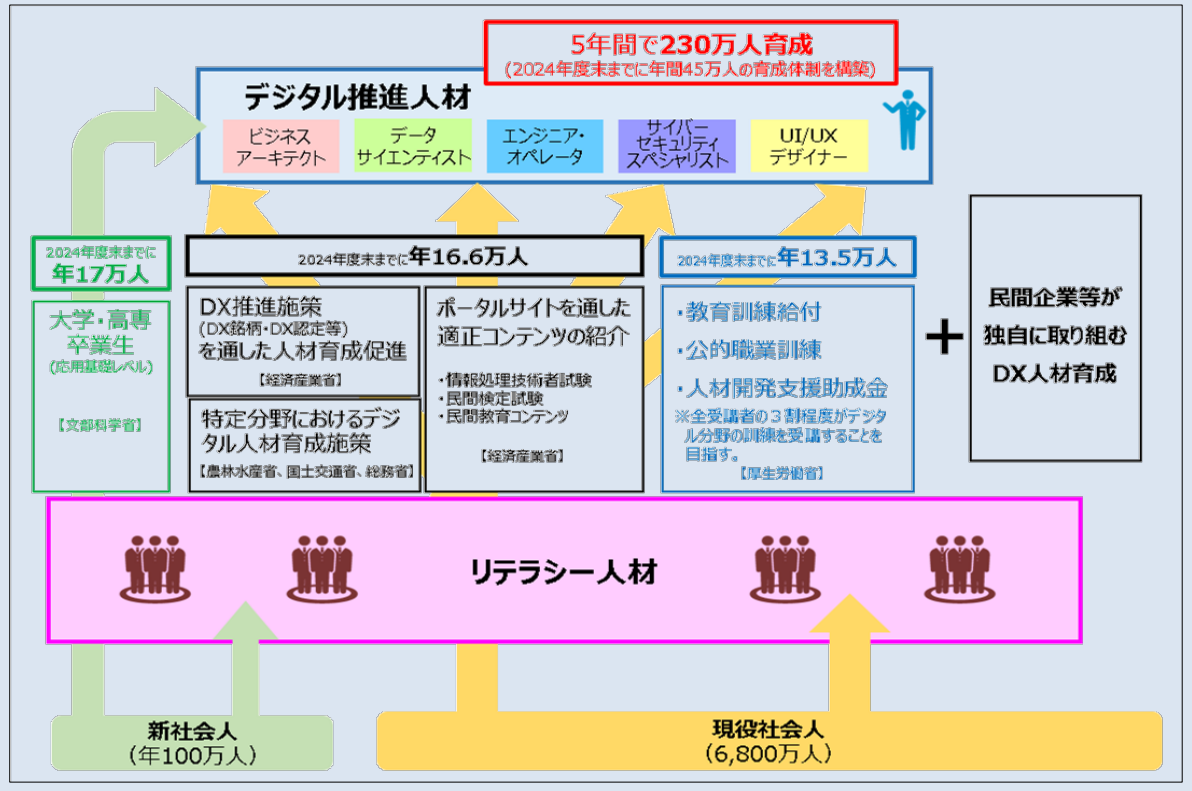 5年間で230万人育成
(2024年度末までに年間45万人の育成体制を構築)
デジタル推進人材
ビジネス
アーキテクト
データ
サイエンティスト
エンジニア・
オペレータ
サイバー
セキュリティ
スペシャリスト
UI/UX
デザイナー
2024年度末までに
年17万人
大学・高専
卒業生
(応用基礎レベル)
【文部科学省】
2024年度末までに年16.6万人
DX推進施策
(DX銘柄・DX認定等)
を通した人材育成促進
【経済産業省】
特定分野におけるデジ
タル人材育成施策
【農林水産省、国土交通省、総務省】
ポータルサイトを通した
適正コンテンツの紹介
・情報処理技術者試験
・民間検定試験
・民間教育コンテンツ
【経済産業省】
2024年度末までに年13.5万人
・教育訓練給付
・公的職業訓練
・人材開発支援助成金
※全受講者の３割程度がデジタ
ル分野の訓練を受講することを
目指す。
【厚生労働省】
+
民間企業等が
独自に取り組む
DX人材育成
リテラシー人材
新社会人
(年100万人)
現役社会人
(6,800万人)